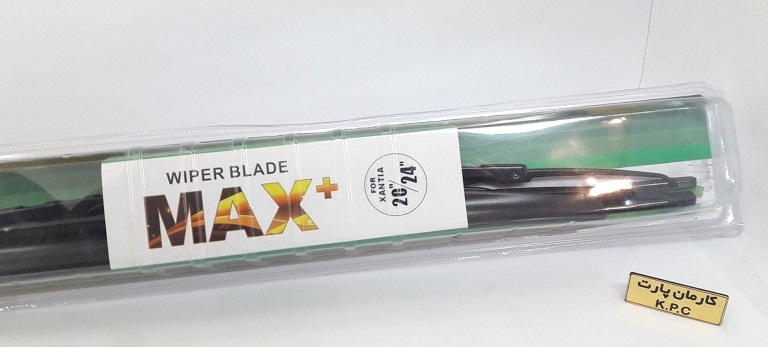 WIPER BLADE
MAX+
FOR
XANTIA
20"/24"
کارمان پارت
K.P.C